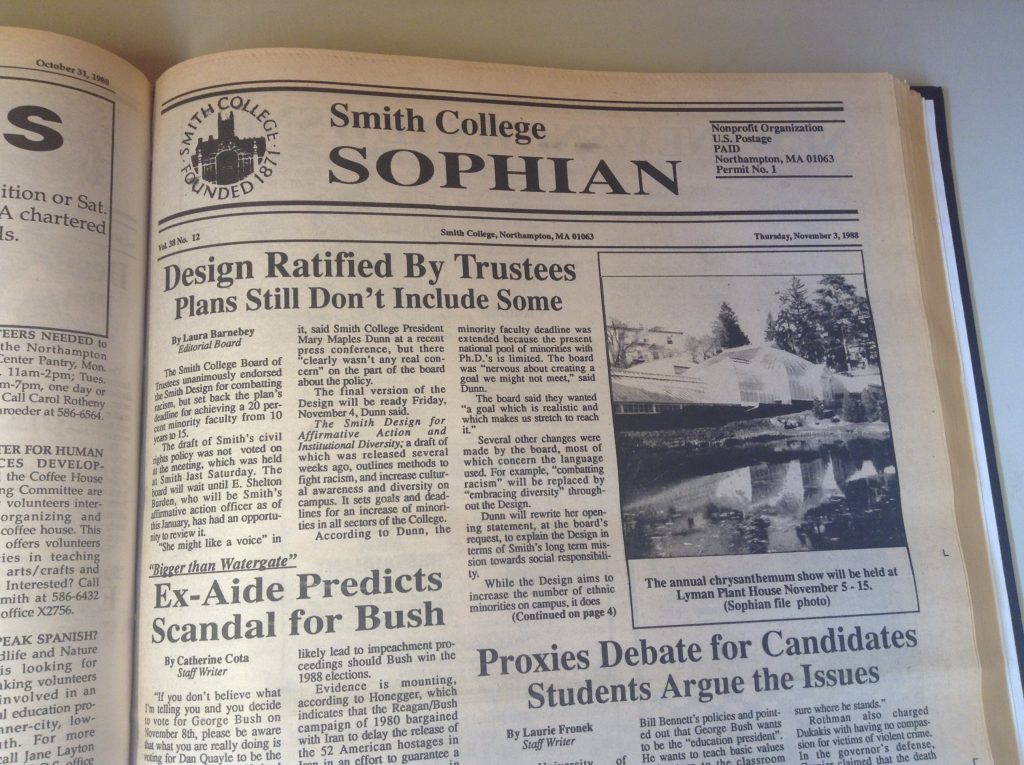 October 31, 1988
S
ition or Sat.
A chartered
ls.
TEERS NEEDED to
the Northampton
Center Pantry, Mon.
. 11am-2pm; Tues.
m-7pm, one day or
Call Carol Rotheny
hroeder at 586-6564.
TER FOR HUMAN
CES DEVELOP-
the Coffee House
ng Committee are
volunteers inter-
organizing and
coffee house. This
offers volunteers
ies in teaching
arts/crafts and
Interested? Call
mith at 586-6432
office X2756.
PEAK SPANISH?
dlife and Nature
is looking for
aking volunteers
involved in an
l education pro-
nner-city, low-
th. For more
call Jane Layton
SMITH COLLEGE
FOUNDED 1871
Smith College
SOPHIAN
Nonprofit Organization
U.S. Postage
PAID
Northampton, MA 01063
Permit No. 1
Vol. 38 No. 12
Smith College, Northampton, MA 01063
Thursday, November 3, 1988
Design Ratified By Trustees
Plans Still Don't Include Some
By Laura Barnebey
Editorial Board
The Smith College Board of
Trustees unanimously endorsed
the Smith Design for combatting
racism, but set back the plan's
deadline for achieving a 20 per-
cent minority faculty from 10
years to 15.
The draft of Smith's civil
rights policy was not voted on
at the meeting, which was held
at Smith last Saturday. The
board will wait until E. Shelton
Burden, who will be Smith's
affirmative action officer as of
this January, has had an opportu-
nity to review it.
"She might like a voice" in
it, said Smith College President
Mary Maples Dunn at a recent
press conference, but there
"clearly wasn't any real con-
cern" on the part of the board
about the policy.
The final version of the
Design will be ready Friday,
November 4, Dunn said.
The Smith Design for
Affirmative Action and
Institutional Diversity; a draft of
which was released several
weeks ago, outlines methods to
fight racism, and increase cultur-
al awareness and diversity on
campus. It sets goals and dead-
lines for an increase of minori-
ties in all sectors of the College.
According to Dunn, the
minority faculty deadline was
extended because the present
national pool of minorities with
Ph.D.'s is limited. The board
was "nervous about creating a
goal we might not meet," said
Dunn.
The board said they wanted
"a goal which is realistic and
which makes us stretch to reach
it."
Several other changes were
made by the board, most of
which concern the language
used. For example, "combatting
racism" will be replaced by
"embracing diversity" through-
out the Design.
Dunn will rewrite her open-
ing statement, at the board's
request, to explain the Design in
terms of Smith's long term mis-
sion towards social responsibili-
ty.
While the Design aims to
increase the number of ethnic
minorities on campus, it does
(Continued on page 4)
The annual chrysanthemum show will be held at
Lyman Plant House November 5 - 15.
(Sophian file photo)
"Bigger than Watergate"
Ex-Aide Predicts
Scandal for Bush
By Catherine Cota
Staff Writer
"If you don't believe what
I'm telling you and you decide
to vote for George Bush on
November 8th, please be aware
that what you are really doing is
voting for Dan Quayle to be the
likely lead to impeachment pro-
ceedings should Bush win the
1988 elections.
Evidence is mounting,
according to Honegger, which
indicates that the Reagan/Bush
campaign of 1980 bargained
with Iran to delay the release of
the 52 American hostages in
Iran in an effort to guarantee a
Proxies Debate for Candidates
Students Argue the Issues
By Laurie Fronek
Staff Writer
University of
Bill Bennett's policies and point-
ed out that George Bush wants
to be the "education president".
He wants to teach basic values
to the classroom
sure where he stands."
Rothman also charged
Dukakis with having no compas-
sion for victims of violent crime.
In the governor's defense,
claimed that the death